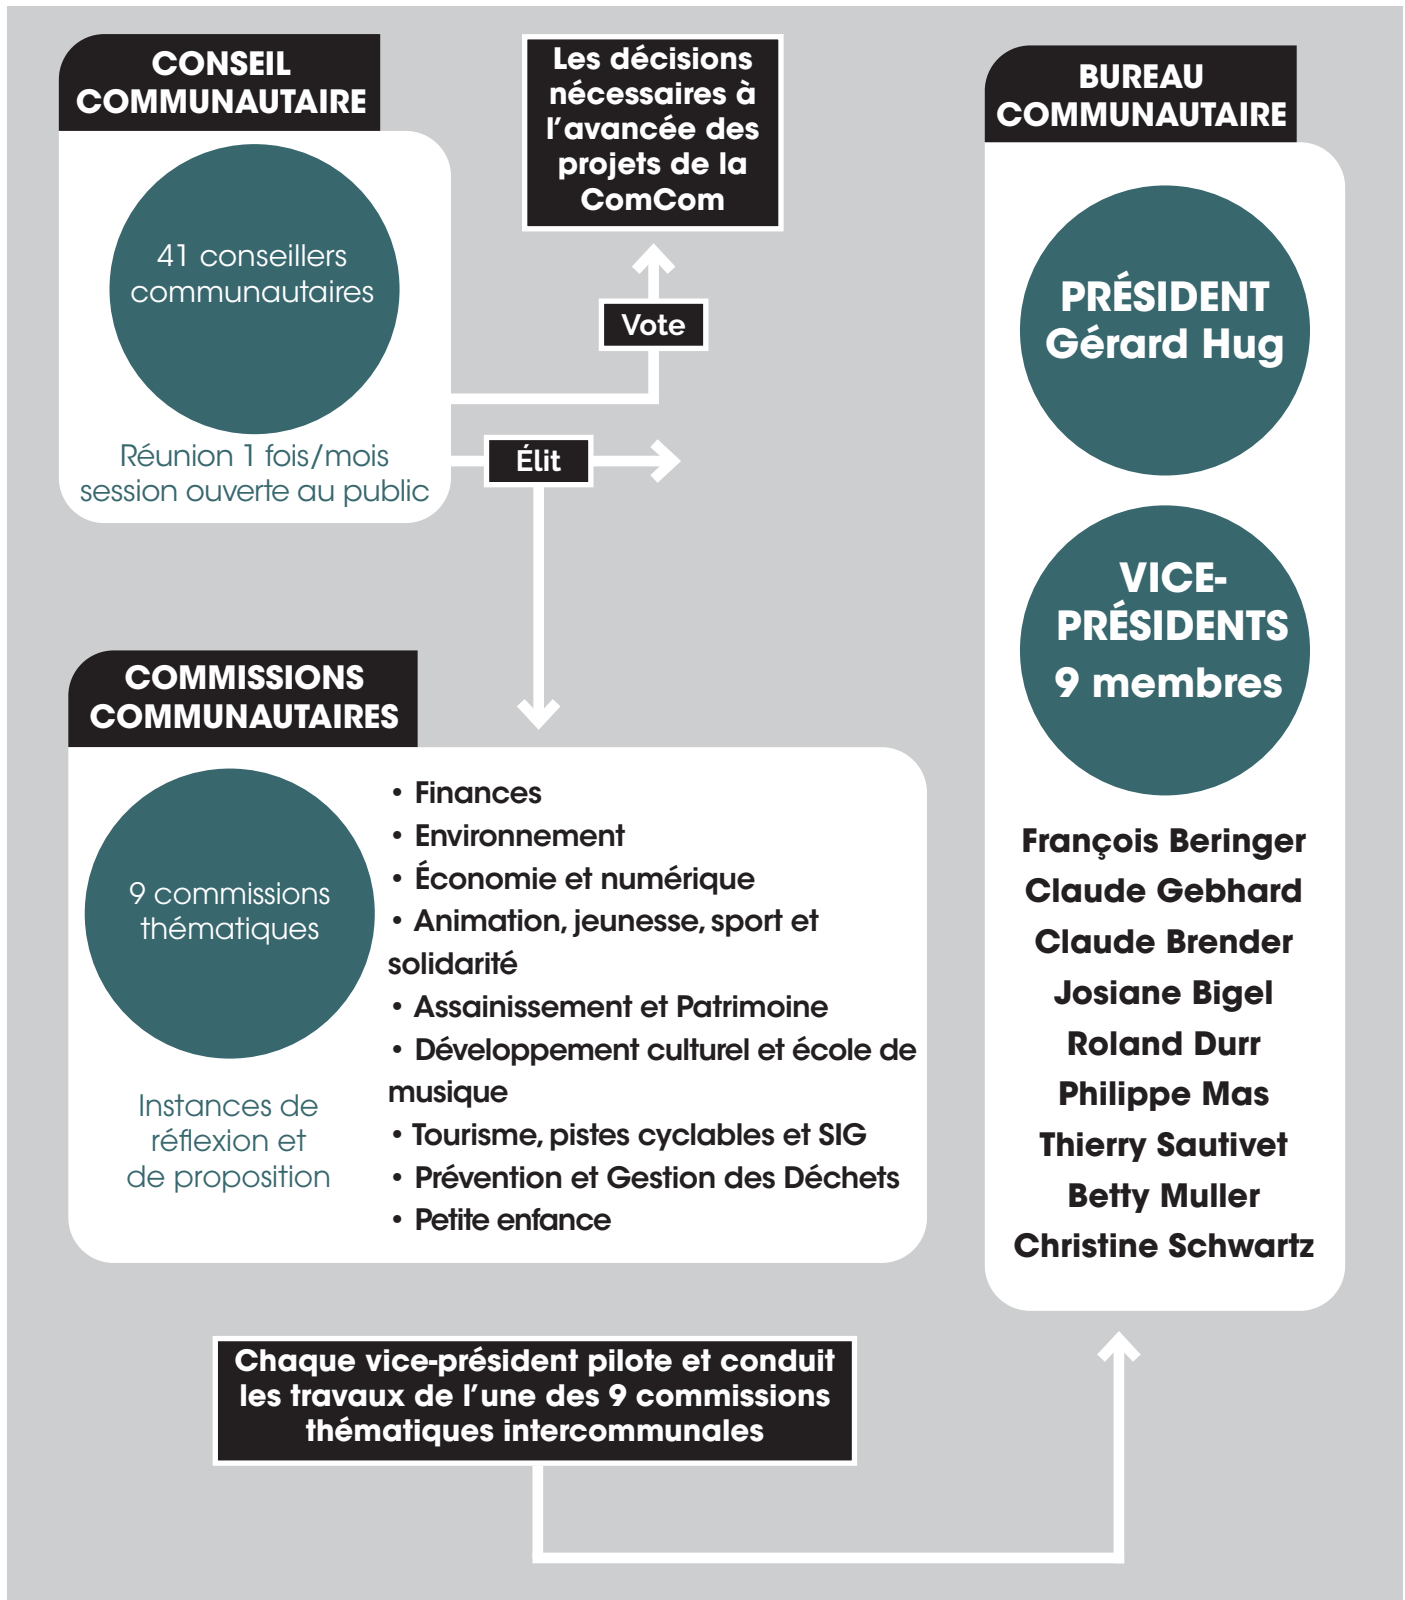 CONSEIL
COMMUNAUTAIRE
41 conseillers
communautaires
Réunion 1 fois/mois
session ouverte au public
Les décisions
nécessaires à
l'avancée des
projets de la
ComCom
Vote
Élit
COMMISSIONS
COMMUNAUTAIRES
9 commissions
thématiques
Instances de
réflexion et
de proposition
• Finances
• Environnement
• Économie et numérique
• Animation, jeunesse, sport et
solidarité
• Assainissement et Patrimoine
• Développement culturel et école de
musique
• Tourisme, pistes cyclables et SIG
• Prévention et Gestion des Déchets
• Petite enfance
BUREAU
COMMUNAUTAIRE
PRÉSIDENT
Gérard Hug
VICE-
PRÉSIDENTS
9 membres
François Beringer
Claude Gebhard
Claude Brender
Josiane Bigel
Roland Durr
Philippe Mas
Thierry Sautivet
Betty Muller
Christine Schwartz
Chaque vice-président pilote et conduit
les travaux de l'une des 9 commissions
thématiques intercommunales